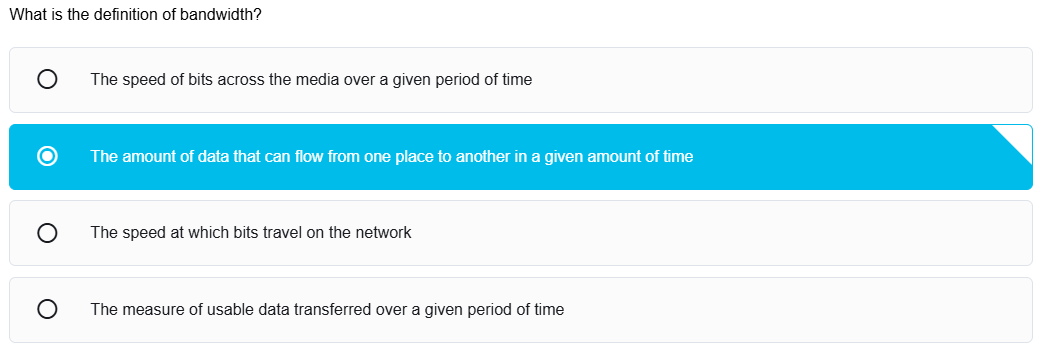 What is the definition of bandwidth?
The speed of bits across the media over a given period of time
The amount of data that can flow from one place to another in a given amount of time
The speed at which bits travel on the network
The measure of usable data transferred over a given period of time